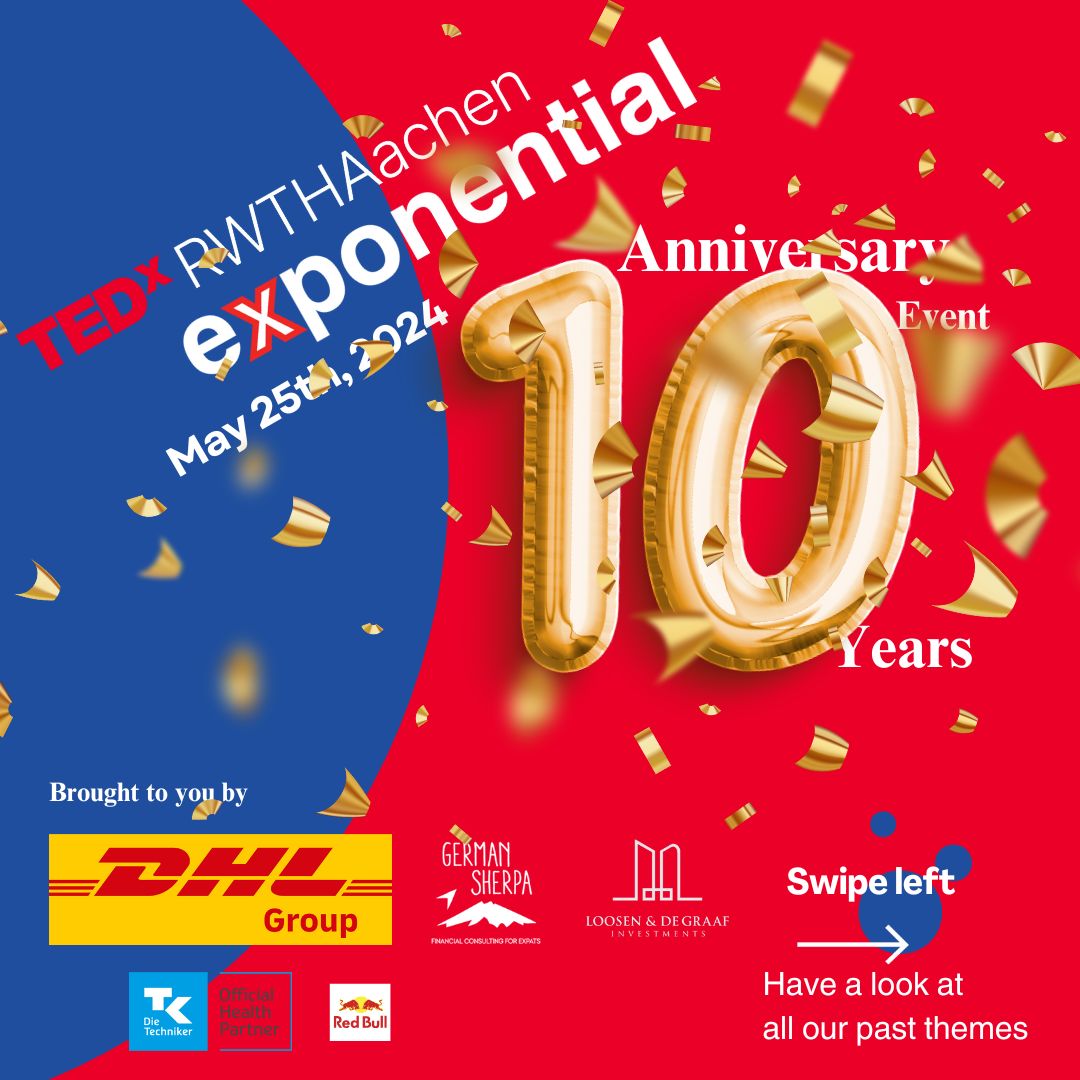 TEDx RWTHAachen
exponential
May 25th, 2024
Anniversary
Event
10
Years
Brought to you by
DHL
Group
GERMAN
SHERPA
FINANCIAL CONSULTING FOR EXPATS
LOOSEN & DE GRAAF
INVESTMENTS
Swipe left
Have a look at
all our past themes
TK
Die
Techniker
Official
Health
Partner
Red Bull